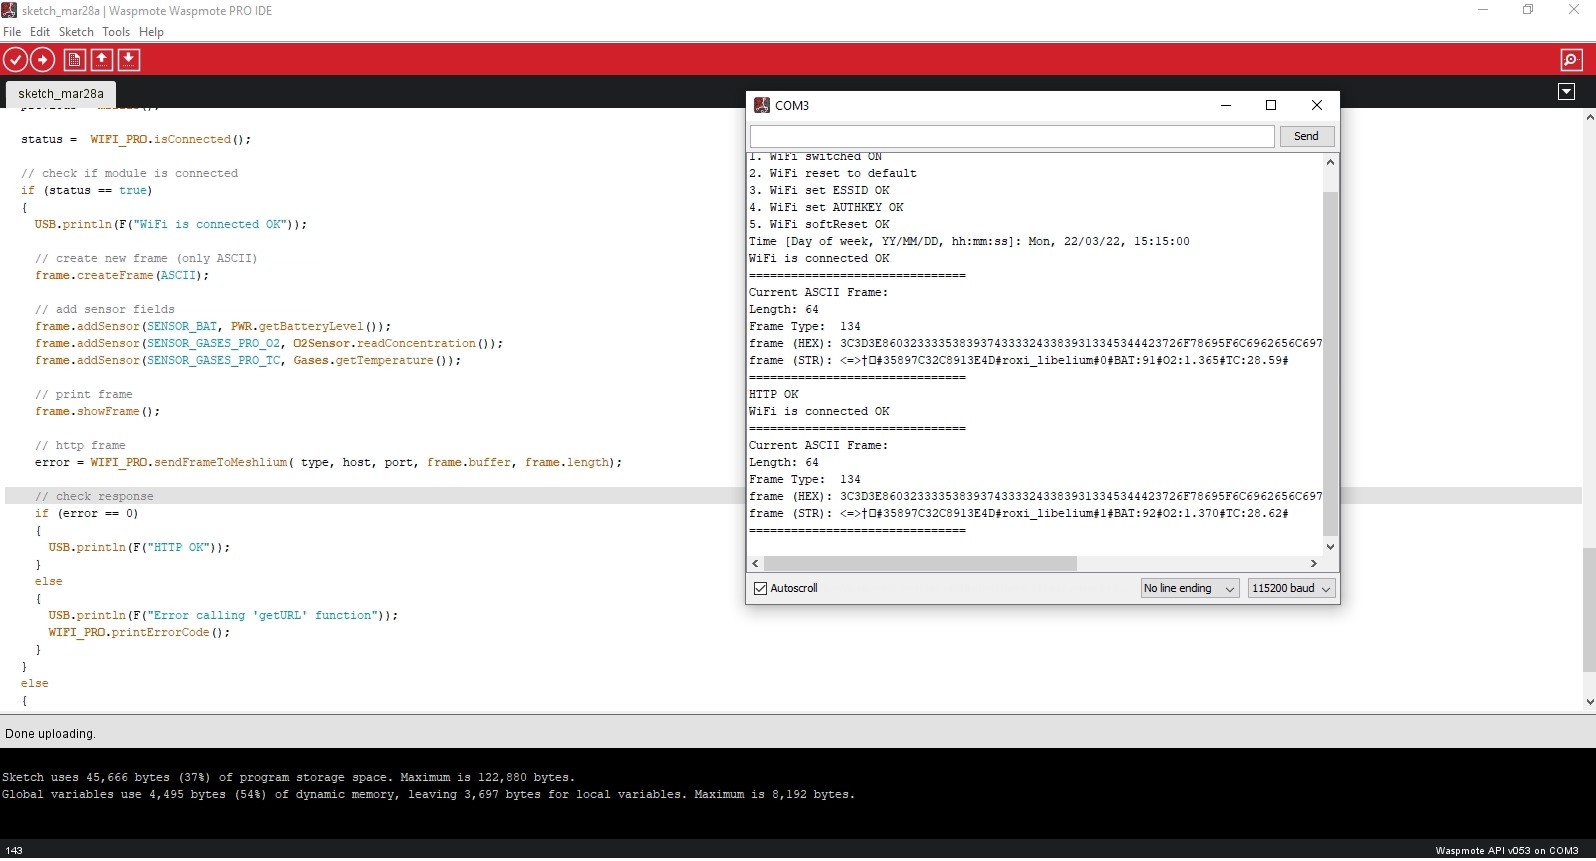 sketch_mar28a | Waspmote Waspmote PRO IDE
File Edit Sketch Tools Help
sketch_mar28a
status =  WIFI_PRO.isConnected();
// check if module is connected
if (status == true)
{
USB.println(F("WiFi is connected OK"));
// create new frame (only ASCII)
frame.createFrame(ASCII);
// add sensor fields
frame.addSensor(SENSOR_BAT, PWR.getBatteryLevel());
frame.addSensor(SENSOR_GASES_PRO_O2, O2Sensor.readConcentration());
frame.addSensor(SENSOR_GASES_PRO_TC, Gases.getTemperature());
// print frame
frame.showFrame();
// http frame
error = WIFI_PRO.sendFrameToMeshlium( type, host, port, frame.buffer, frame.length);
// check response
if (error == 0)
{
USB.println(F("HTTP OK"));
}
else
{
USB.println(F("Error calling 'getURL' function"));
WIFI_PRO.printErrorCode();
}
}
else
{
COM3
Send
1. WiFi switched ON
2. WiFi reset to default
3. WiFi set ESSID OK
4. WiFi set AUTHKEY OK
5. WiFi softReset OK
Time [Day of week, YY/MM/DD, hh:mm:ss]: Mon, 22/03/22, 15:15:00
WiFi is connected OK
===============================
Current ASCII Frame:
Length: 64
Frame Type:  134
frame (HEX): 3C3D3E8603233335383937433332433839313345344423726F78695F6C6962656C697
frame (STR): <=>†□#35897C32C8913E4D#roxi_libelium#0#BAT:91#O2:1.365#TC:28.59#
===============================
HTTP OK
WiFi is connected OK
===============================
Current ASCII Frame:
Length: 64
Frame Type:  134
frame (HEX): 3C3D3E8603233335383937433332433839313345344423726F78695F6C6962656C697
frame (STR): <=>†□#35897C32C8913E4D#roxi_libelium#1#BAT:92#O2:1.370#TC:28.62#
===============================
Autoscroll
No line ending
115200 baud
Done uploading.
Sketch uses 45,666 bytes (37%) of program storage space. Maximum is 122,880 bytes.
Global variables use 4,495 bytes (54%) of dynamic memory, leaving 3,697 bytes for local variables. Maximum is 8,192 bytes.
143
Waspmote API v053 on COM3